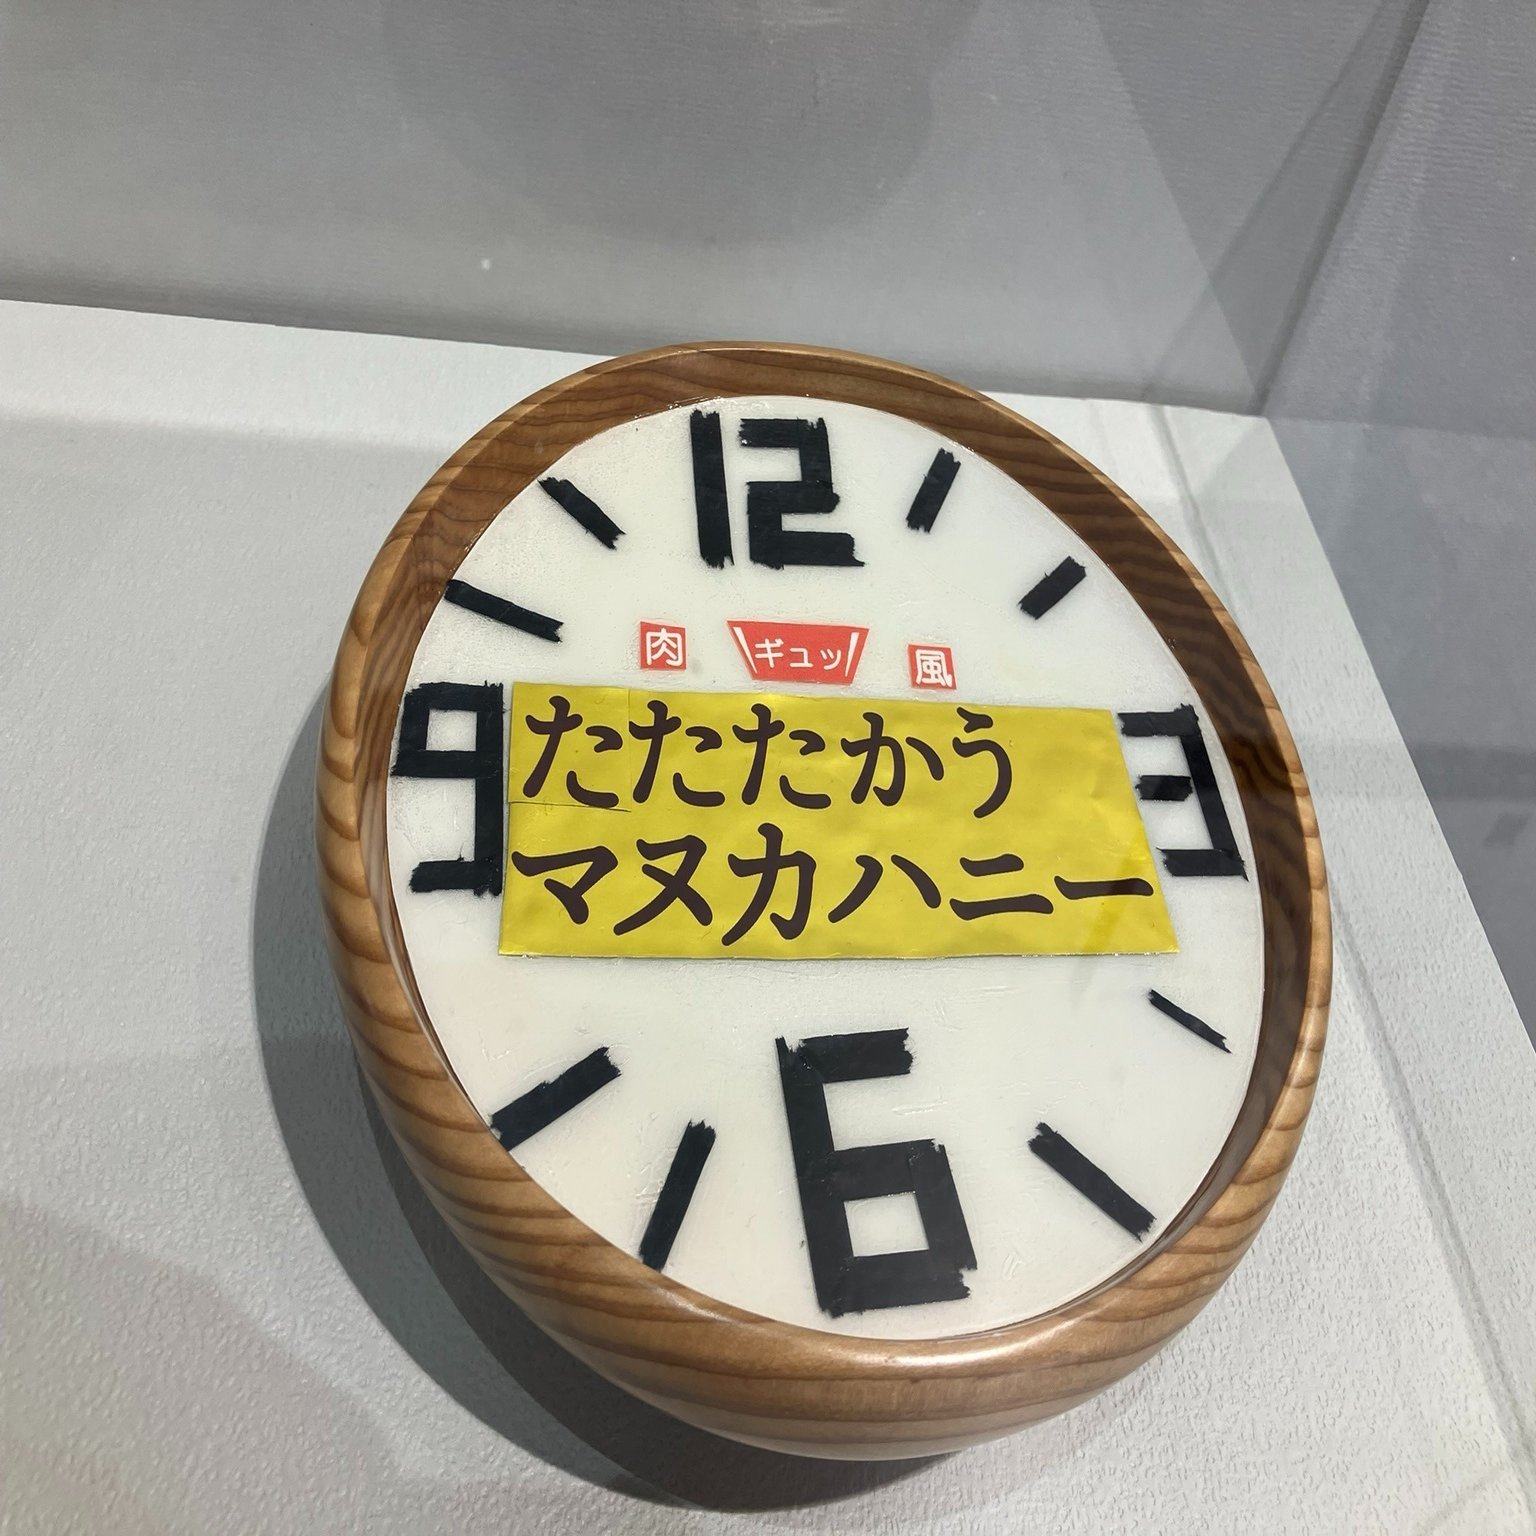 12
肉 ギュッ 風
たたたかう
9 3
マヌカハニー
6